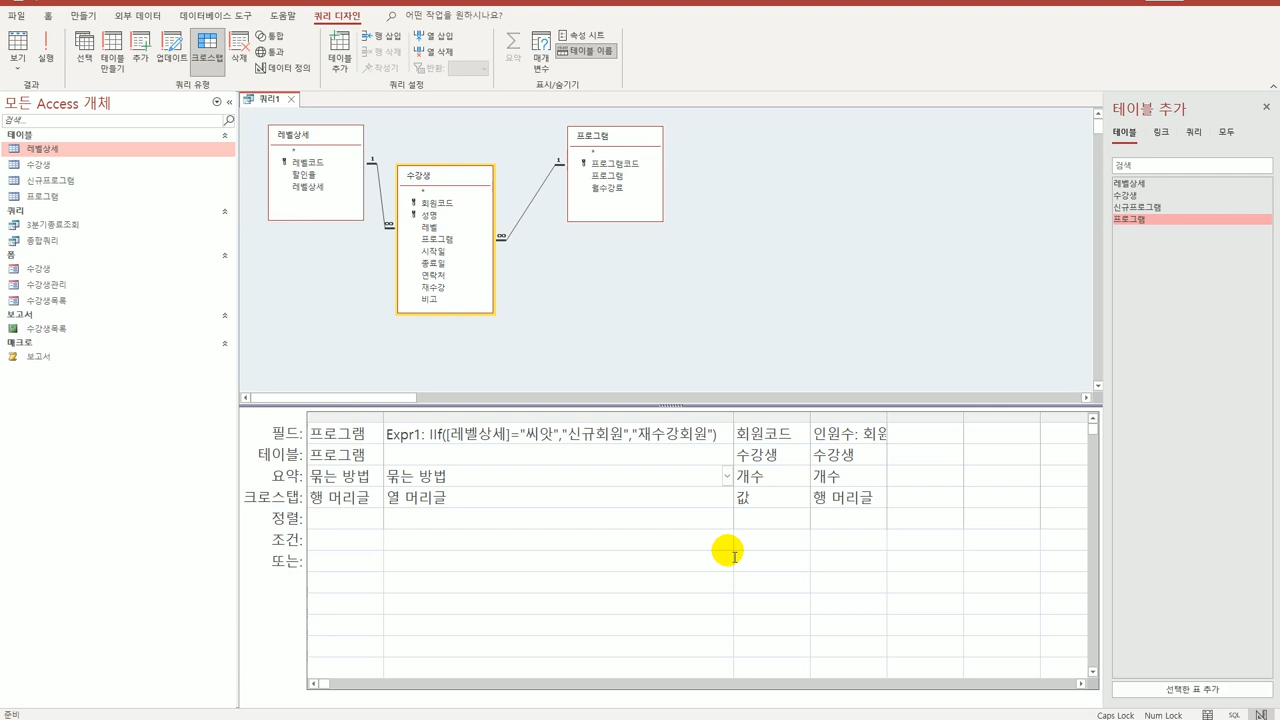 파일 홈 만들기 외부 데이터 데이터베이스 도구 도움말 쿼리 디자인 어떤 작업을 원하시나요?
보기
실행
결과
선택
테이블
만들기
추가
업데이트
크로스탭
삭제
통합
통과
데이터 정의
쿼리 유형
테이블
추가
행 삽입
행 삭제
작성기
열 삽입
열 삭제
반환:
쿼리 설정
요약
매개
변수
속성 시트
테이블 이름
표시/숨기기
모든 Access 개체
검색...
테이블
레벨상세
수강생
신규프로그램
프로그램
쿼리
3분기종료조회
종합쿼리
폼
수강생
수강생관리
수강생목록
보고서
수강생목록
매크로
보고서
쿼리1
레벨상세
*
레벨코드
할인율
레벨상세
수강생
*
회원코드
성명
레벨
프로그램
시작일
종료일
연락처
재수강
비고
프로그램
*
프로그램코드
프로그램
월수강료
1 ∞ 1 ∞
필드: 프로그램 Expr1: IIf([레벨상세]="씨앗","신규회원","재수강회원") 회원코드 인원수: 회원
테이블: 프로그램 수강생 수강생
요약: 묶는 방법 묶는 방법 개수 개수
크로스탭: 행 머리글 열 머리글 값 행 머리글
정렬:
조건:
또는:
테이블 추가
테이블 링크 쿼리 모두
검색
레벨상세
수강생
신규프로그램
프로그램
선택한 표 추가
준비
Caps Lock Num Lock SQL